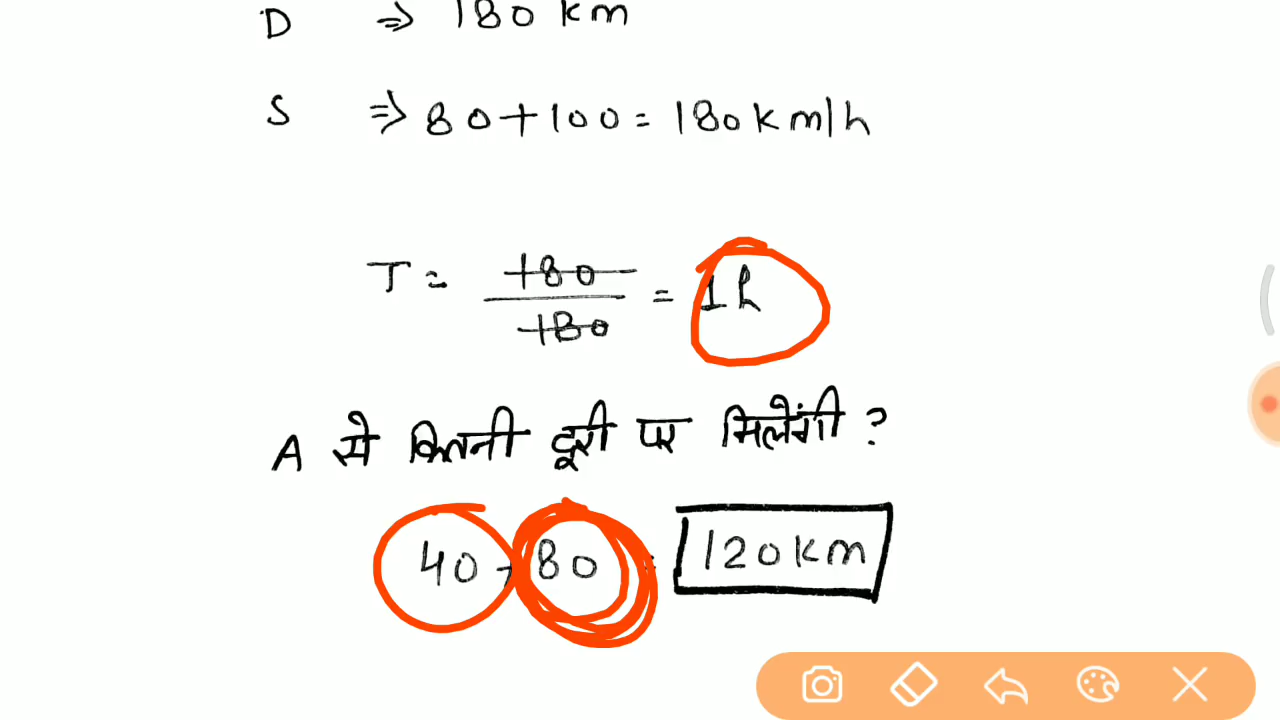 D ⇒ 180 km
S ⇒ 80+100 = 180 km/h
T = 180/180 = 1h
A से कितनी दूरी पर मिलेंगी ?
40 + 80 = 120 km